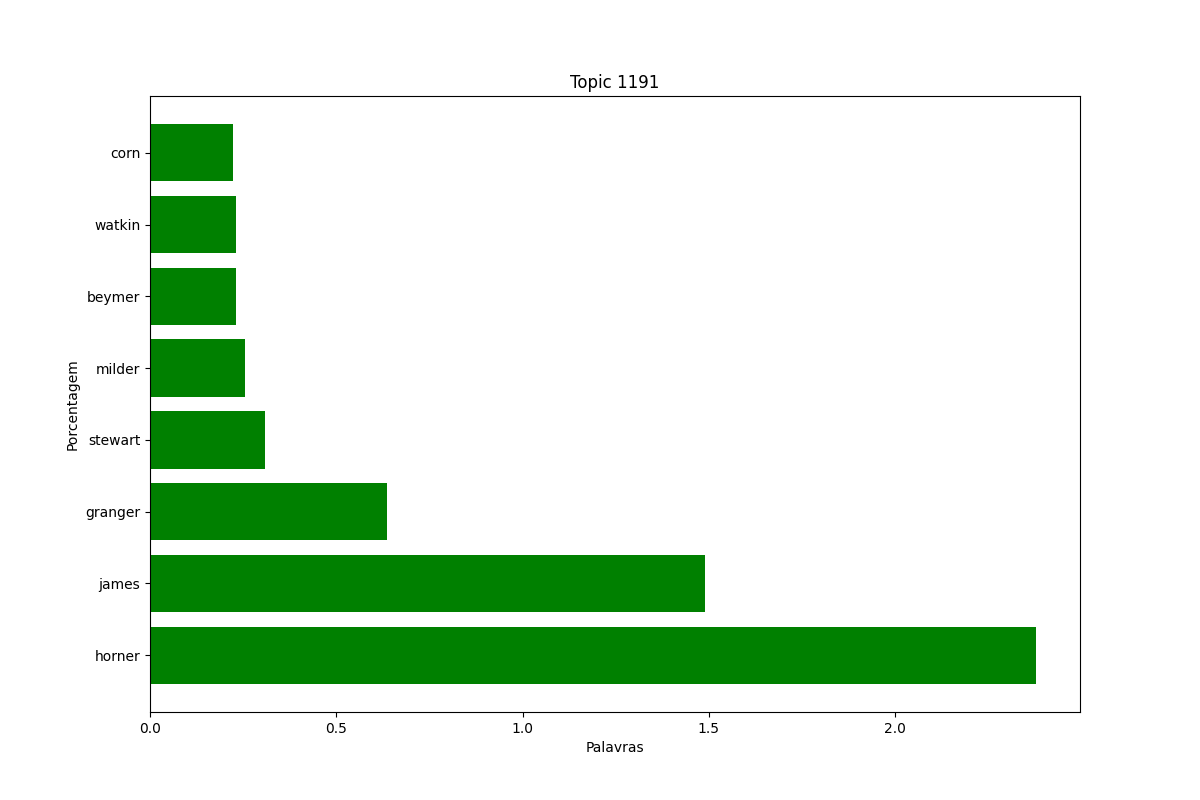 Topic 1191
corn
watkin
beymer
milder
stewart
granger
james
horner
Porcentagem
0.0 0.5 1.0 1.5 2.0
Palavras